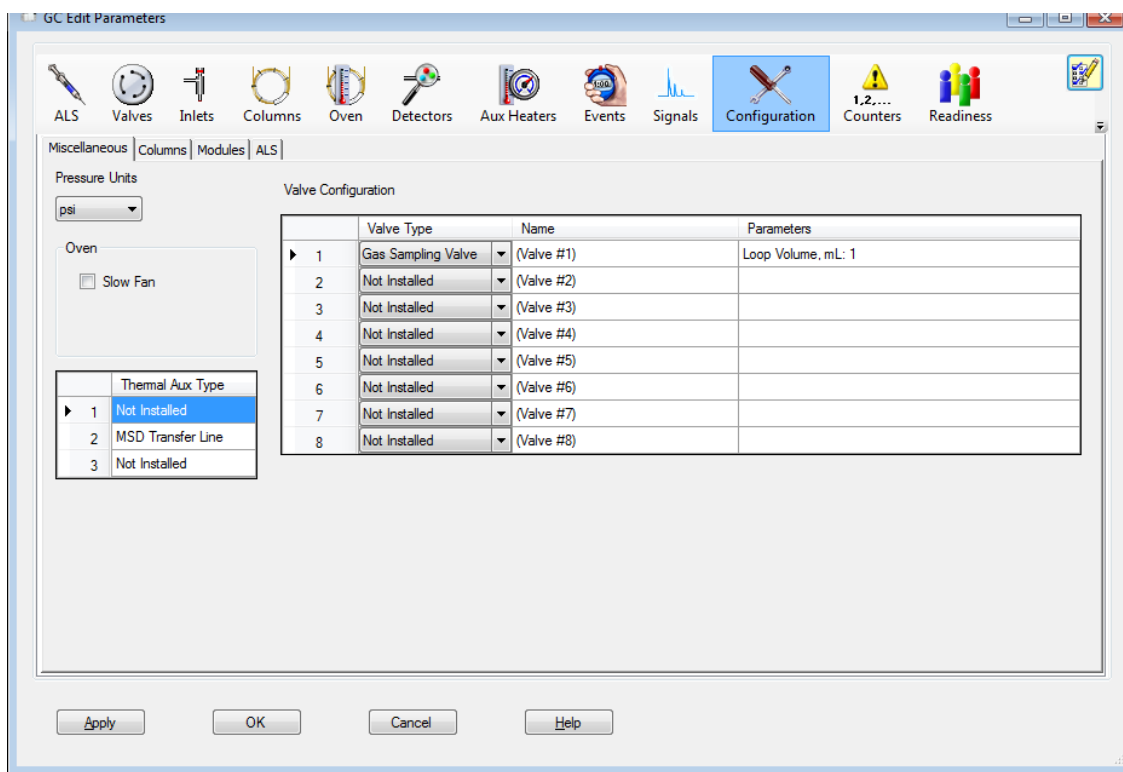 GC Edit Parameters
1:00
1,2,...
ALS Valves Inlets Columns Oven Detectors Aux Heaters Events Signals Configuration Counters Readiness
Miscellaneous Columns Modules ALS
Pressure Units
psi
Oven
Slow Fan
Thermal Aux Type
1 Not Installed
2 MSD Transfer Line
3 Not Installed
Valve Configuration
Valve Type Name Parameters
1 Gas Sampling Valve (Valve #1) Loop Volume, mL: 1
2 Not Installed (Valve #2)
3 Not Installed (Valve #3)
4 Not Installed (Valve #4)
5 Not Installed (Valve #5)
6 Not Installed (Valve #6)
7 Not Installed (Valve #7)
8 Not Installed (Valve #8)
Apply OK Cancel Help